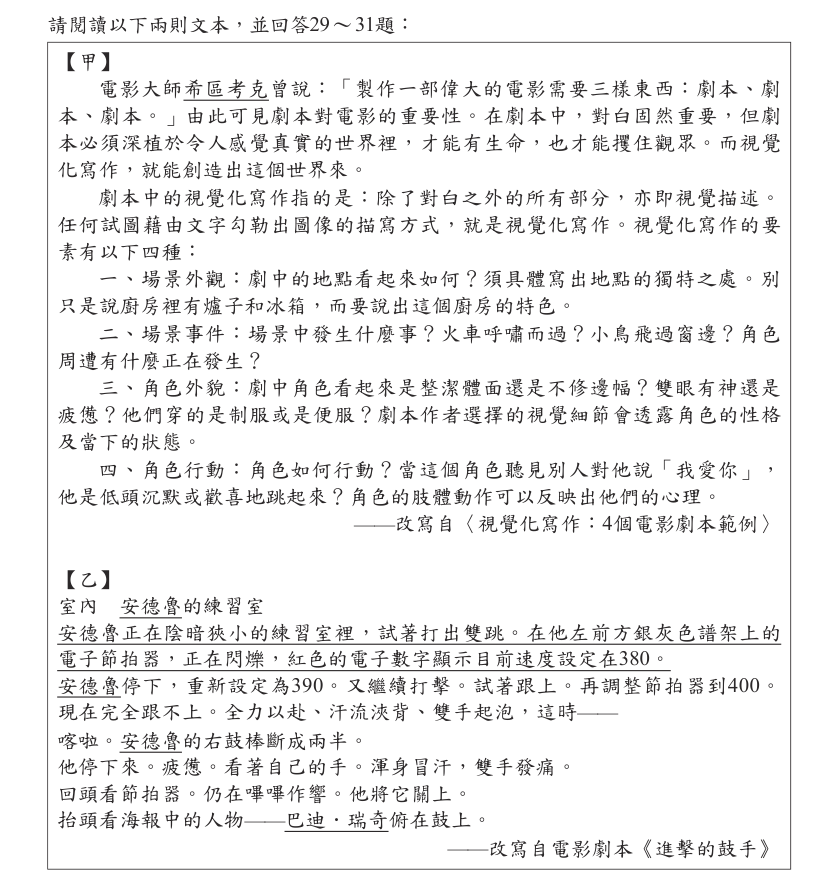 請閱讀以下兩則文本，並回答29～31題：
【甲】
電影大師希區考克曾說：「製作一部偉大的電影需要三樣東西：劇本、劇
本、劇本。」由此可見劇本對電影的重要性。在劇本中，對白固然重要，但劇
本必須深植於令人感覺真實的世界裡，才能有生命，也才能攫住觀眾。而視覺
化寫作，就能創造出這個世界來。
劇本中的視覺化寫作指的是：除了對白之外的所有部分，亦即視覺描述。
任何試圖藉由文字勾勒出圖像的描寫方式，就是視覺化寫作。視覺化寫作的要
素有以下四種：
一、場景外觀：劇中的地點看起來如何？須具體寫出地點的獨特之處。別
只是說廚房裡有爐子和冰箱，而要說出這個廚房的特色。
二、場景事件：場景中發生什麼事？火車呼嘯而過？小鳥飛過窗邊？角色
周遭有什麼正在發生？
三、角色外貌：劇中角色看起來是整潔體面還是不修邊幅？雙眼有神還是
疲憊？他們穿的是制服或是便服？劇本作者選擇的視覺細節會透露角色的性格
及當下的狀態。
四、角色行動：角色如何行動？當這個角色聽見別人對他說「我愛你」，
他是低頭沉默或歡喜地跳起來？角色的肢體動作可以反映出他們的心理。
——改寫自〈視覺化寫作：4個電影劇本範例〉
【乙】
室內　安德魯的練習室
安德魯正在陰暗狹小的練習室裡，試著打出雙跳。在他左前方銀灰色譜架上的
電子節拍器，正在閃爍，紅色的電子數字顯示目前速度設定在380。
安德魯停下，重新設定為390。又繼續打擊。試著跟上。再調整節拍器到400。
現在完全跟不上。全力以赴、汗流浹背、雙手起泡，這時——
喀啦。安德魯的右鼓棒斷成兩半。
他停下來。疲憊。看著自己的手。渾身冒汗，雙手發痛。
回頭看節拍器。仍在嗶嗶作響。他將它關上。
抬頭看海報中的人物——巴迪．瑞奇俯在鼓上。
——改寫自電影劇本《進擊的鼓手》